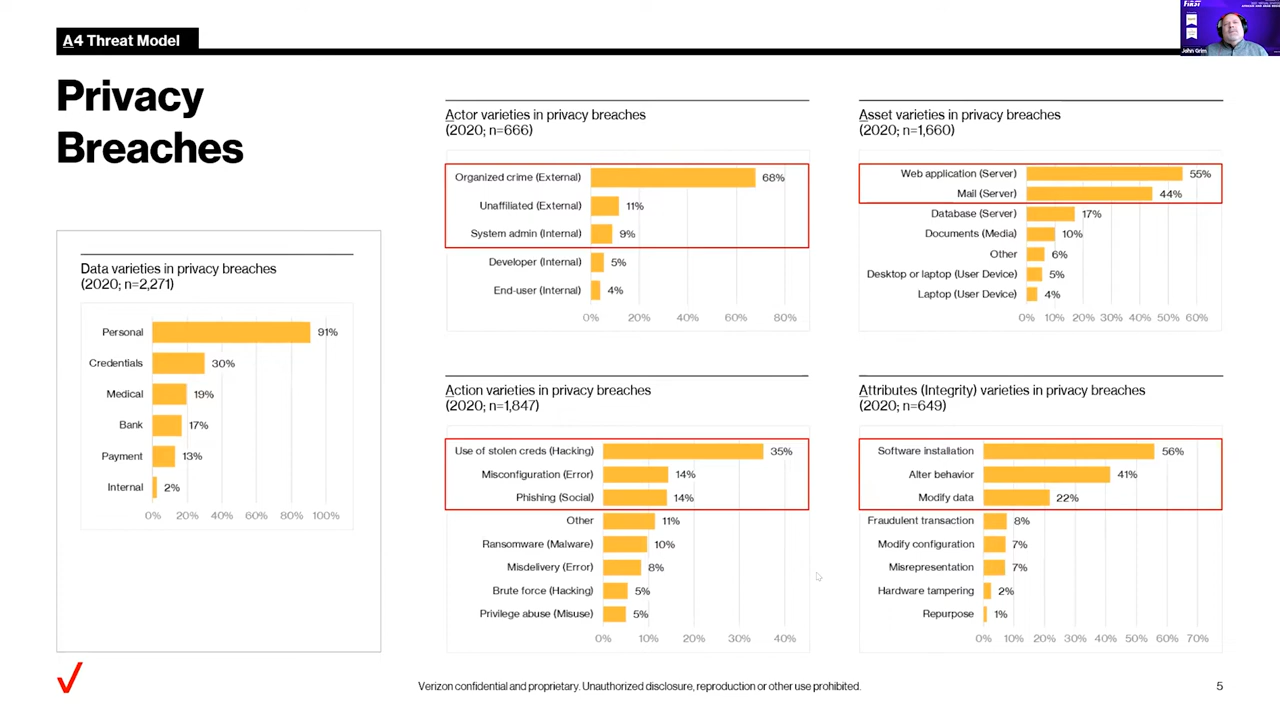 A4 Threat Model
Privacy
Breaches
Data varieties in privacy breaches
(2020; n=2,271)
Personal 91%
Credentials 30%
Medical 19%
Bank 17%
Payment 13%
Internal 2%
0% 20% 40% 60% 80% 100%
Actor varieties in privacy breaches
(2020; n=666)
Organized crime (External) 68%
Unaffiliated (External) 11%
System admin (Internal) 9%
Developer (Internal) 5%
End-user (Internal) 4%
0% 20% 40% 60% 80%
Asset varieties in privacy breaches
(2020; n=1,660)
Web application (Server) 55%
Mail (Server) 44%
Database (Server) 17%
Documents (Media) 10%
Other 6%
Desktop or laptop (User Device) 5%
Laptop (User Device) 4%
0% 10% 20% 30% 40% 50% 60%
Action varieties in privacy breaches
(2020; n=1,847)
Use of stolen creds (Hacking) 35%
Misconfiguration (Error) 14%
Phishing (Social) 14%
Other 11%
Ransomware (Malware) 10%
Misdelivery (Error) 8%
Brute force (Hacking) 5%
Privilege abuse (Misuse) 5%
0% 10% 20% 30% 40%
Attributes (Integrity) varieties in privacy breaches
(2020; n=649)
Software installation 56%
Alter behavior 41%
Modify data 22%
Fraudulent transaction 8%
Modify configuration 7%
Misrepresentation 7%
Hardware tampering 2%
Repurpose 1%
0% 10% 20% 30% 40% 50% 60% 70%
Verizon confidential and proprietary. Unauthorized disclosure, reproduction or other use prohibited.
5
FIRST
John Grim